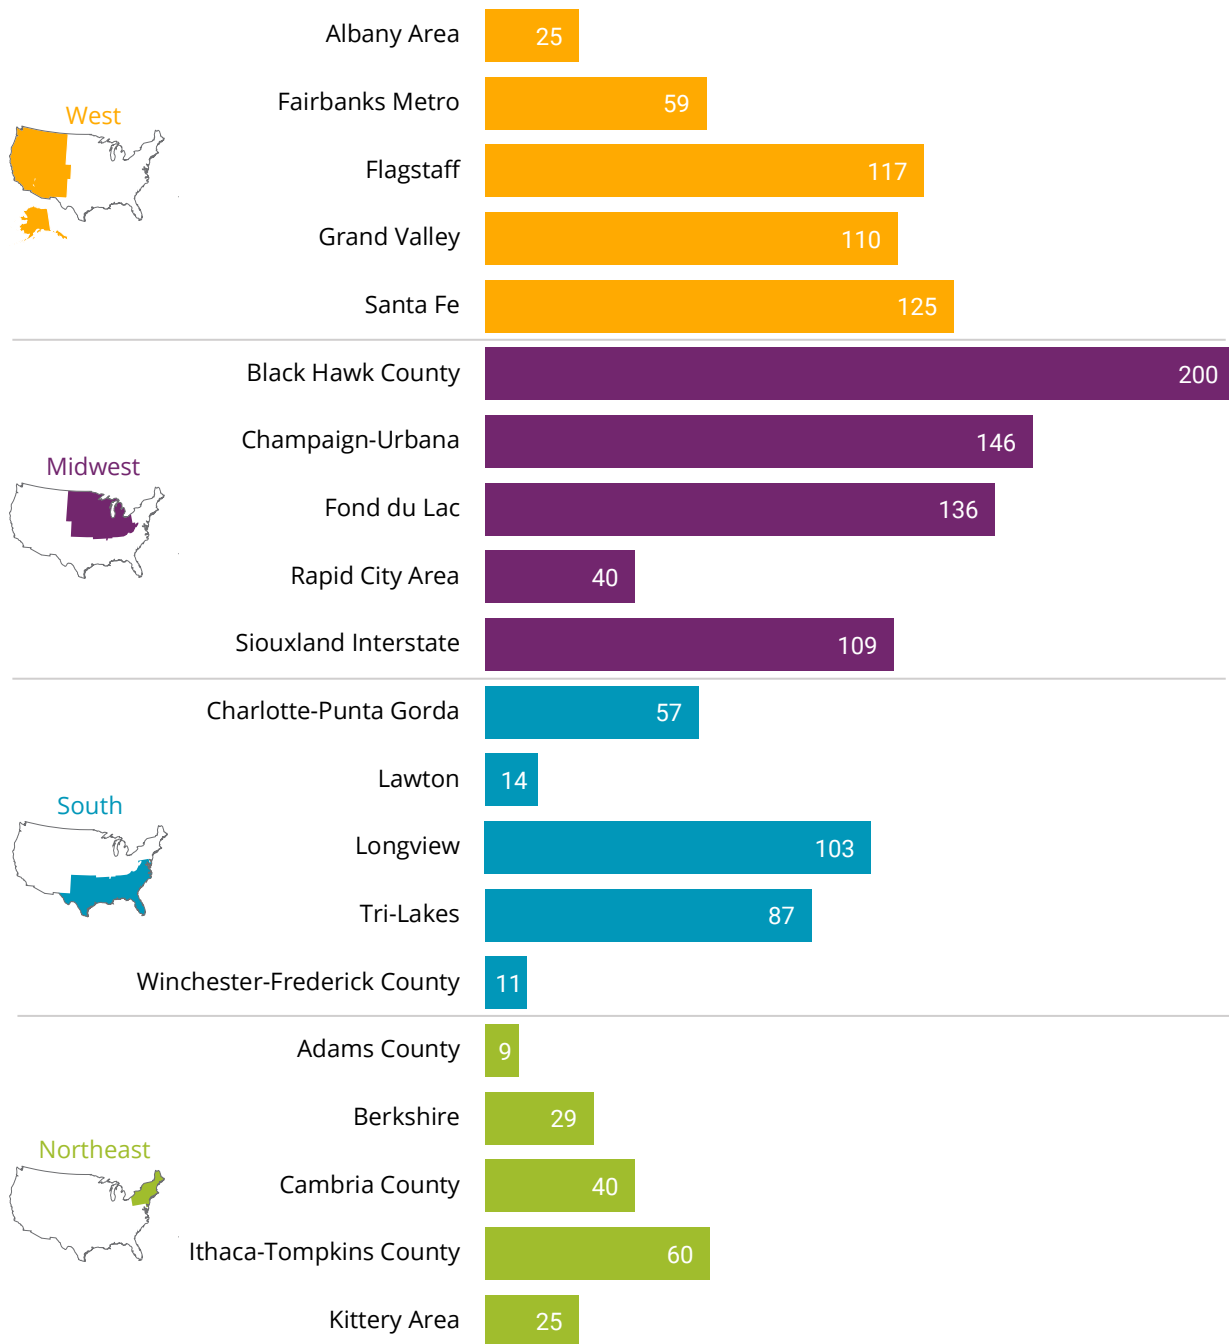 West
Albany Area 25
Fairbanks Metro 59
Flagstaff 117
Grand Valley 110
Santa Fe 125
Midwest
Black Hawk County 200
Champaign-Urbana 146
Fond du Lac 136
Rapid City Area 40
Siouxland Interstate 109
South
Charlotte-Punta Gorda 57
Lawton 14
Longview 103
Tri-Lakes 87
Winchester-Frederick County 11
Northeast
Adams County 9
Berkshire 29
Cambria County 40
Ithaca-Tompkins County 60
Kittery Area 25